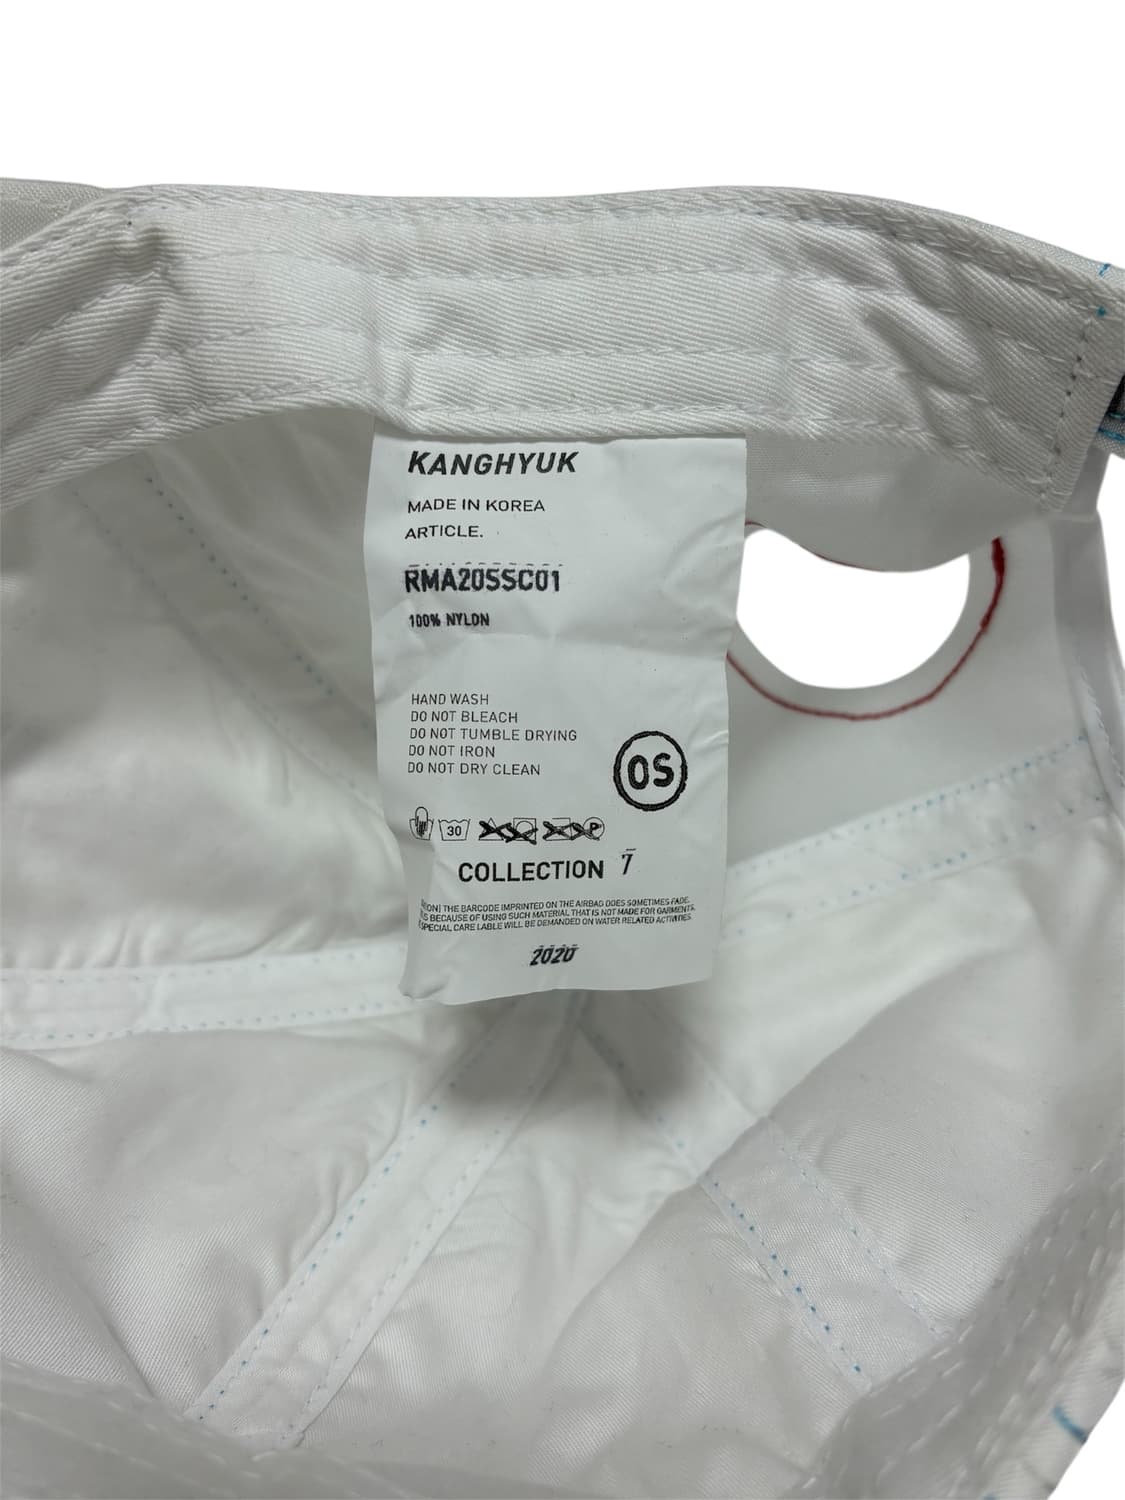 KANGHYUK
MADE IN KOREA
ARTICLE.
RMA20SSC01
100% NYLON
HAND WASH
DO NOT BLEACH
DO NOT TUMBLE DRYING
DO NOT IRON
DO NOT DRY CLEAN
OS
30
P
COLLECTION 7
THE BARCODE IMPRINTED ON THE AIRBAG DOES SOMETIMES FADE.
BECAUSE OF USING SUCH MATERIAL THAT IS NOT MADE FOR GARMENTS.
SPECIAL CARE LABLE WILL BE DEMANDED ON WATER RELATED ACTIVITIES.
2020